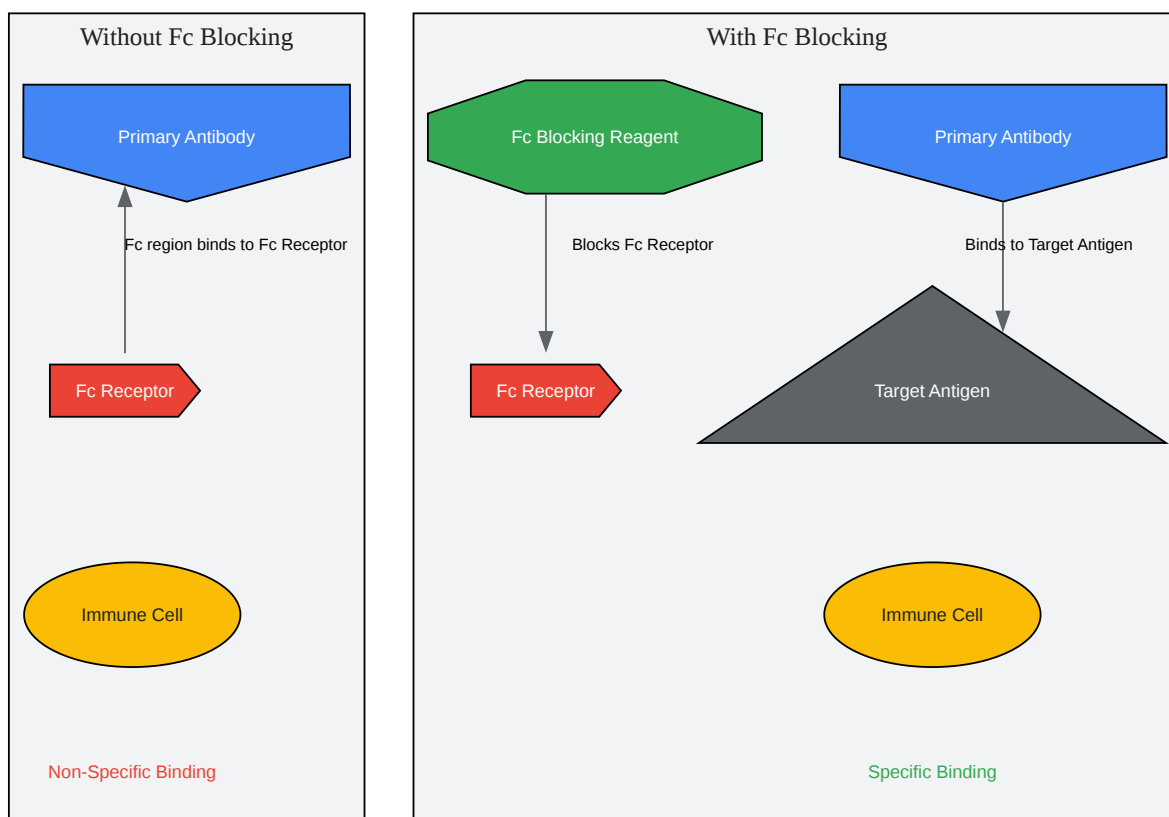 Without Fc Blocking
Primary Antibody
Fc region binds to Fc Receptor
Fc Receptor
Immune Cell
Non-Specific Binding
With Fc Blocking
Fc Blocking Reagent
Primary Antibody
Blocks Fc Receptor
Binds to Target Antigen
Fc Receptor
Target Antigen
Immune Cell
Specific Binding